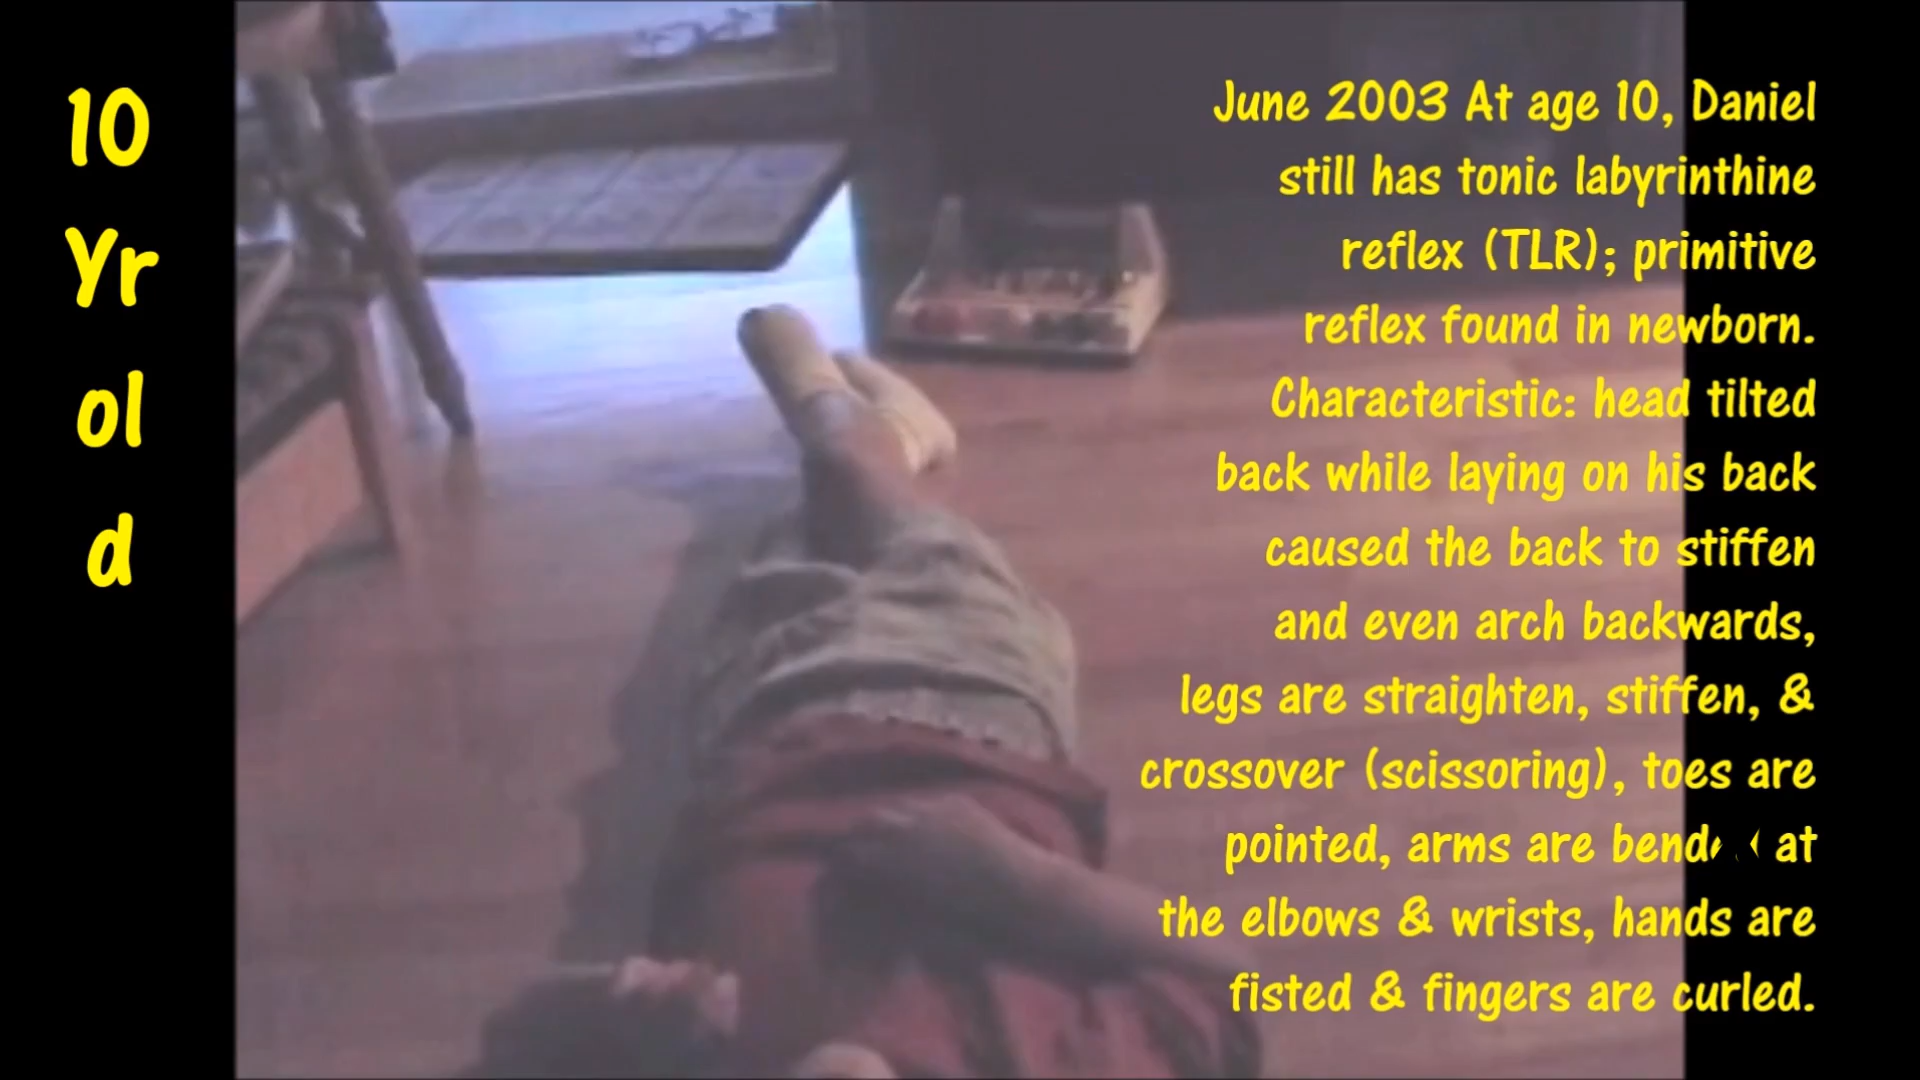 10
Yr
ol
d
June 2003 At age 10, Daniel
still has tonic labyrinthine
reflex (TLR); primitive
reflex found in newborn.
Characteristic: head tilted
back while laying on his back
caused the back to stiffen
and even arch backwards,
legs are straighten, stiffen, &
crossover (scissoring), toes are
pointed, arms are at
the elbows & wrists, hands are
fisted & fingers are curled.